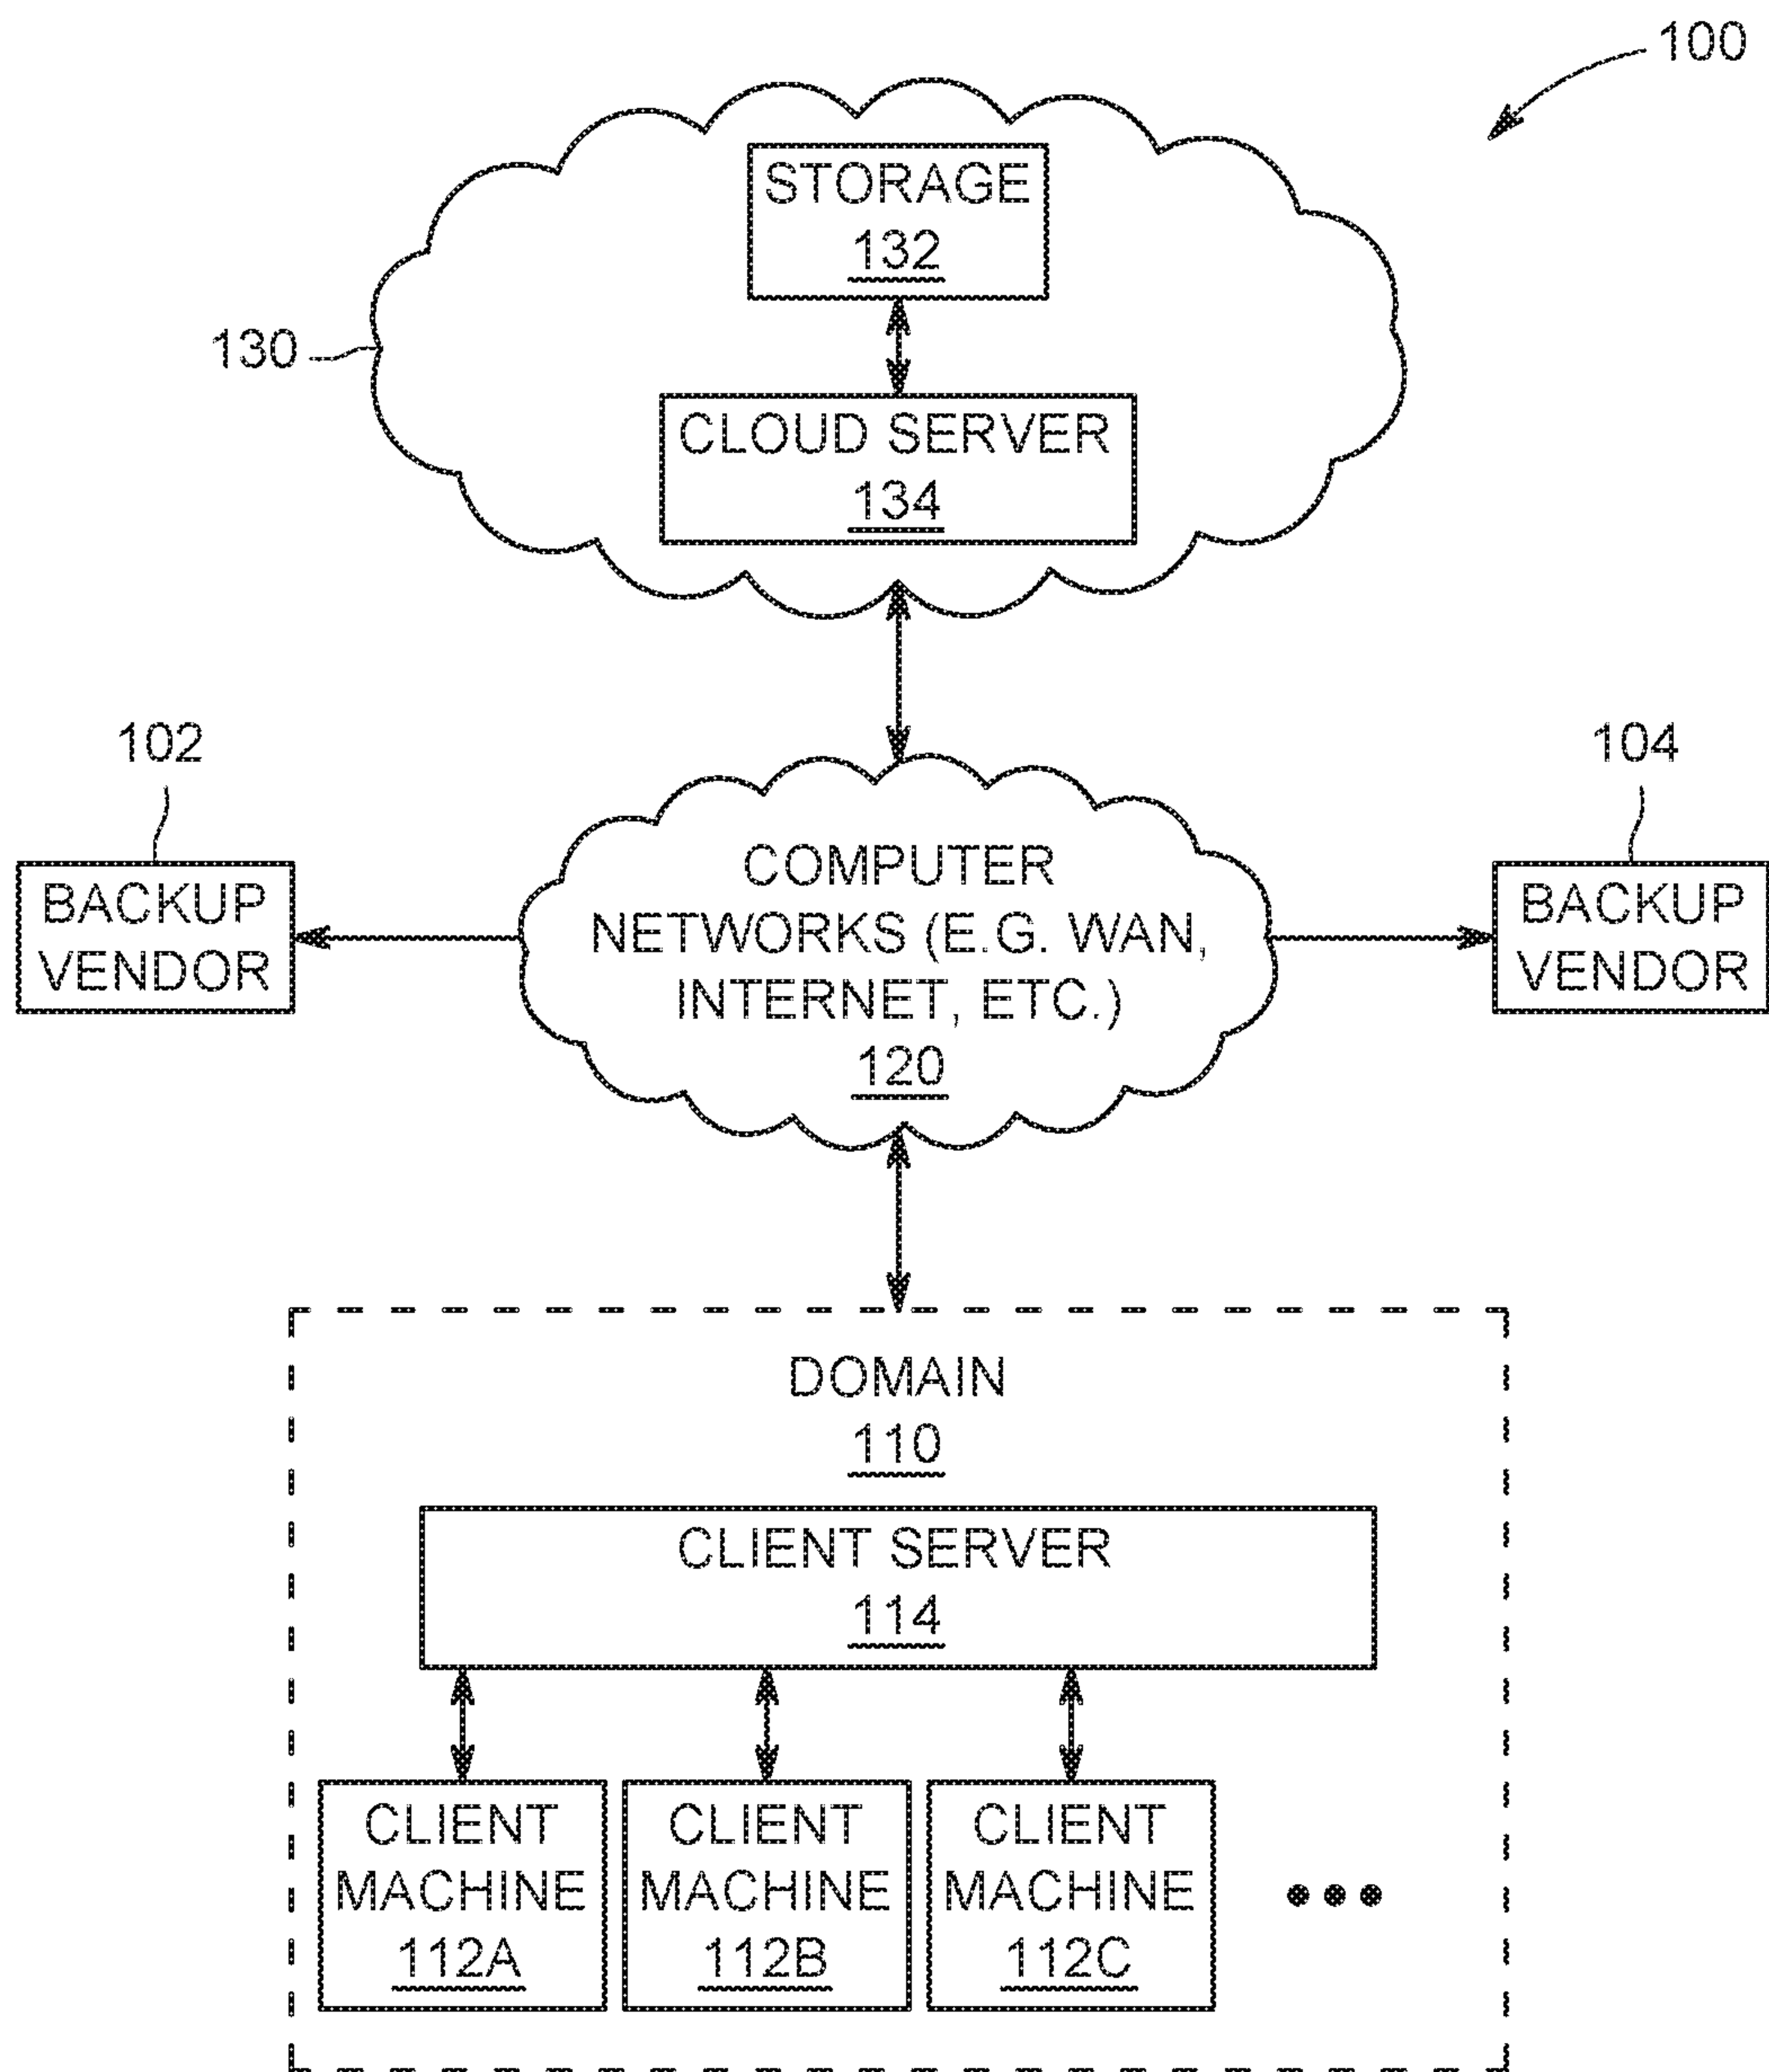 100
STORAGE
132
130
CLOUD SERVER
134
102
104
BACKUP
VENDOR
COMPUTER
NETWORKS (E.G. WAN,
INTERNET, ETC.)
120
BACKUP
VENDOR
DOMAIN
110
CLIENT SERVER
114
CLIENT
MACHINE
112A
CLIENT
MACHINE
112B
CLIENT
MACHINE
112C